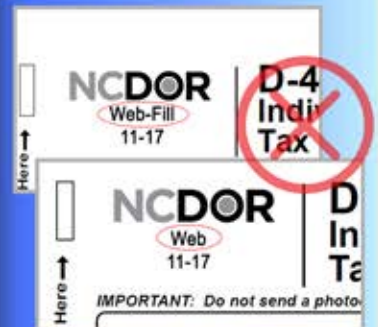 NCDOR
Web-Fill
11-17
D-4
Indi
Tax
Here
NCDOR
Web
11-17
D
In
Ta
Here
IMPORTANT: Do not send a photo